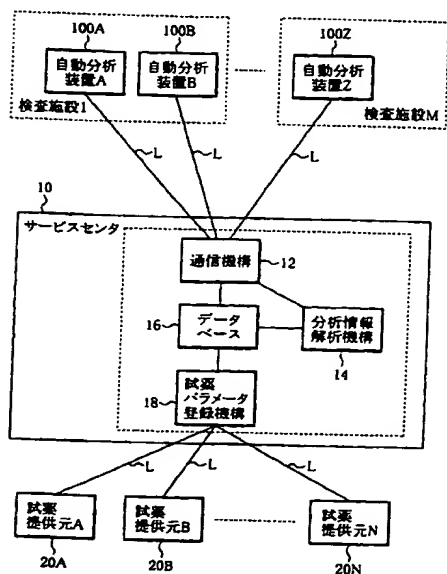 100A
100B
100Z
自動分析
装置A
自動分析
装置B
自動分析
装置Z
検査施設1
検査施設M
L
L
L
10
サービスセンタ
通信機構
12
16
データ
ベース
分析情報
解析機構
14
18
試薬
パラメータ
登録機構
L
L
L
試薬
提供元A
試薬
提供元B
試薬
提供元N
20A
20B
20N